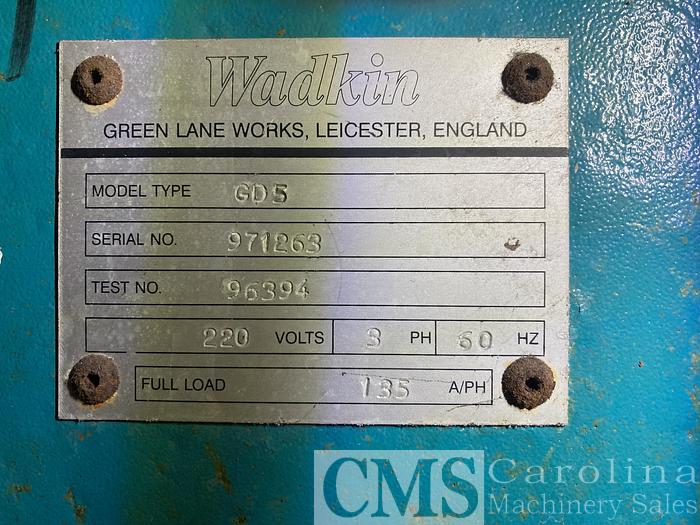 Wadkin
GREEN LANE WORKS, LEICESTER, ENGLAND
MODEL TYPE GD5
SERIAL NO. 971263
TEST NO. 96394
220 VOLTS 3 PH 60 HZ
FULL LOAD 135 A/PH
CMS Carolina
Machinery Sales